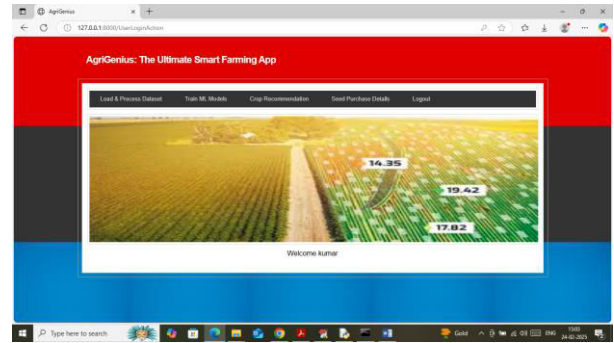 AgriGenius
127.0.0.1:8000/UserLoginAction
AgriGenius: The Ultimate Smart Farming App
Load & Process Dataset Train ML Models Crop Recommendation Seed Purchase Details Logout
14.35
19.42
17.82
Welcome kumar
Type here to search
Gold
ENG
24-02-2025